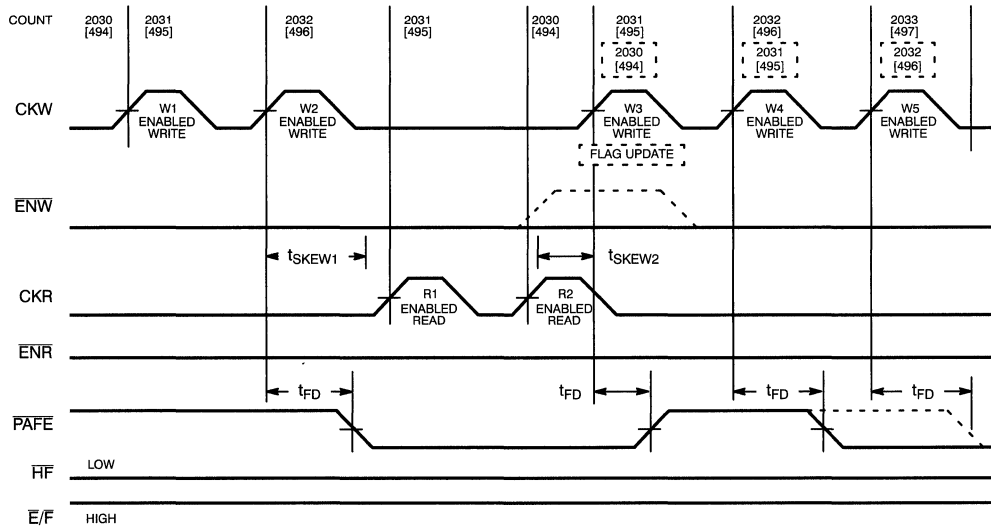 COUNT
2030 2031 2032 2031 2030 2031 2032 2033
[494] [495] [496] [495] [494] [495] [496] [497]
2030 2031 2032
[494] [495] [496]
CKW
W1 W2 W3 W4 W5
ENABLED ENABLED ENABLED ENABLED ENABLED
WRITE WRITE WRITE WRITE WRITE
FLAG UPDATE
ENW
tSKEW1 tSKEW2
CKR
R1 R2
ENABLED ENABLED
READ READ
ENR
tFD tFD tFD tFD
PAFE
HF LOW
E/F HIGH